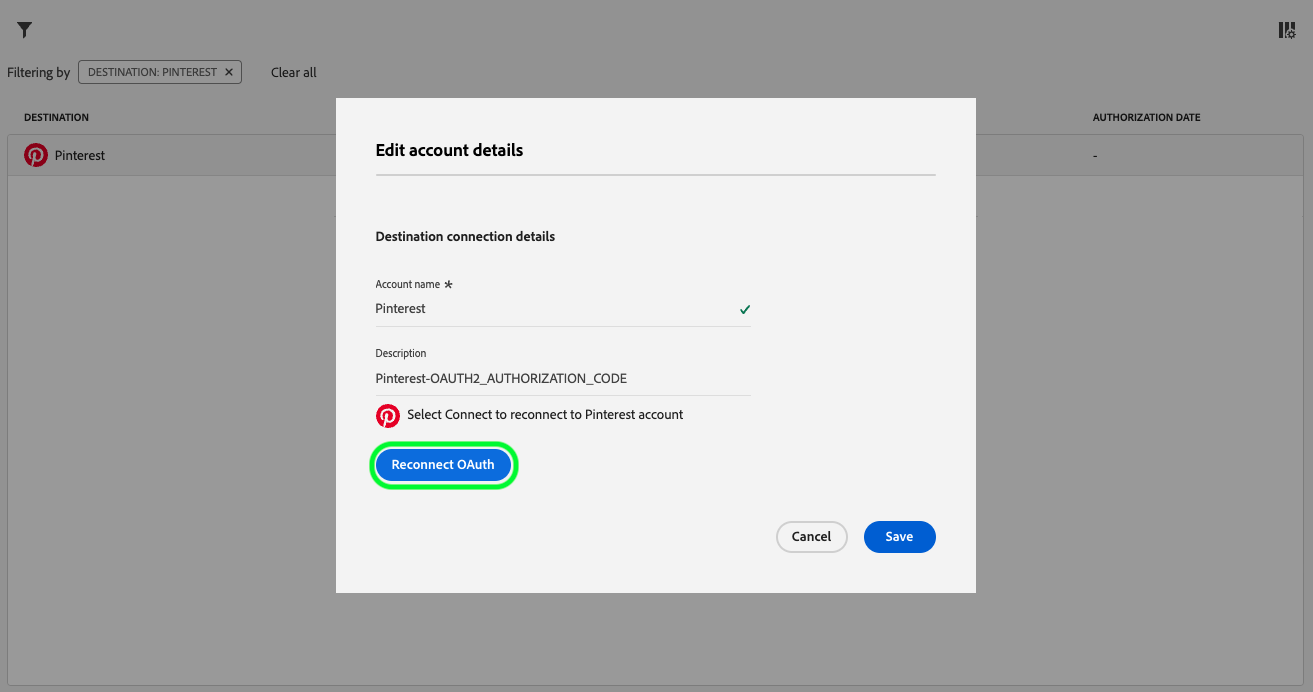 Filtering by DESTINATION: PINTEREST ✕ Clear all
DESTINATION AUTHORIZATION DATE
Pinterest -
Edit account details
Destination connection details
Account name *
Pinterest
Description
Pinterest-OAUTH2_AUTHORIZATION_CODE
Select Connect to reconnect to Pinterest account
Reconnect OAuth
Cancel Save